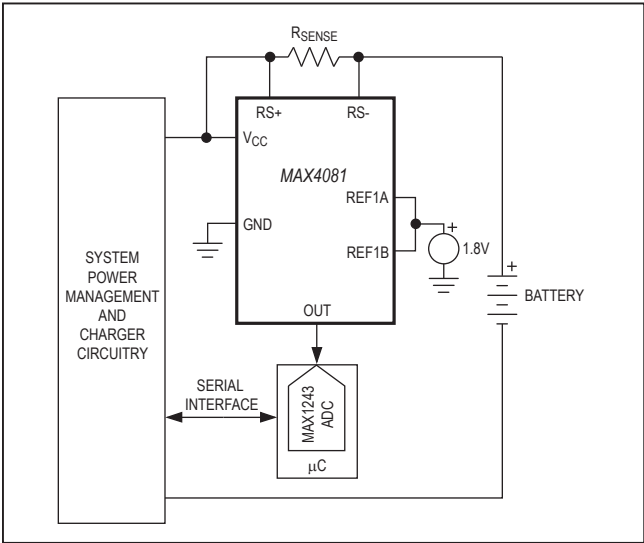 RSENSE
RS+
RS-
VCC
MAX4081
REF1A
GND
+
1.8V
REF1B
+
SYSTEM
POWER
MANAGEMENT
AND
CHARGER
CIRCUITRY
BATTERY
OUT
SERIAL
INTERFACE
MAX1243
ADC
μC